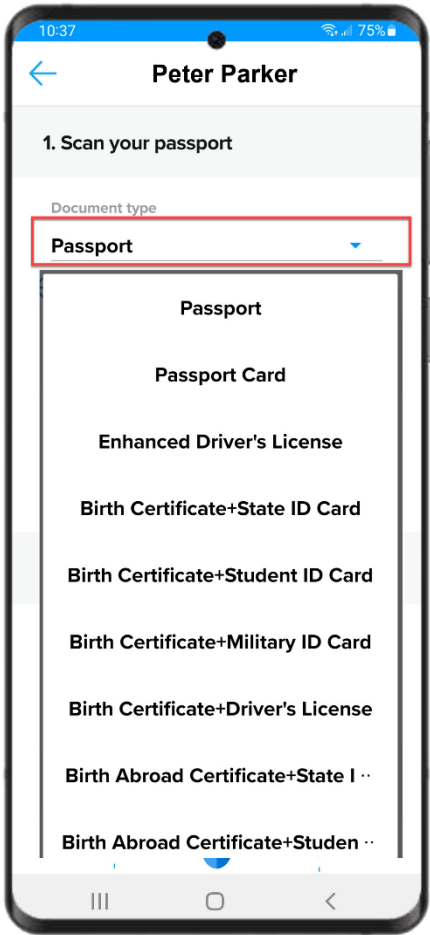 10:37
75%
Peter Parker
1. Scan your passport
Document type
Passport
Passport
Passport Card
Enhanced Driver's License
Birth Certificate+State ID Card
Birth Certificate+Student ID Card
Birth Certificate+Military ID Card
Birth Certificate+Driver's License
Birth Abroad Certificate+State I ··
Birth Abroad Certificate+Studen ··